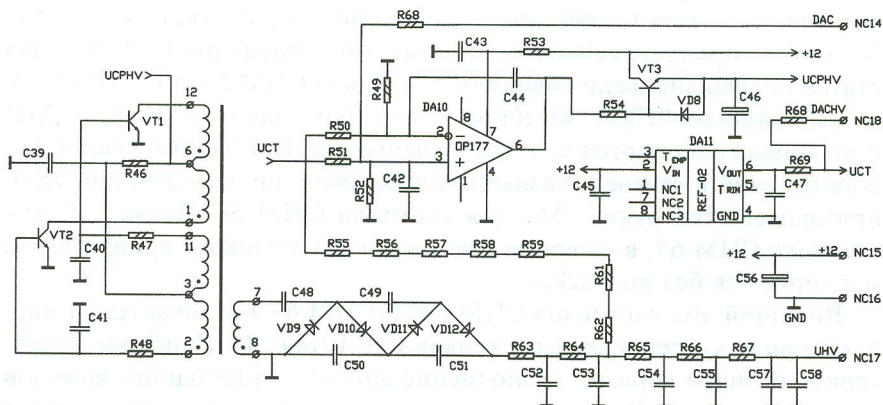 R68
DAC
NC14
C43
R53
+12
UCPHV
VT3
UCPHV
12
R49
C44
DA10
R54
VD8
C46
R68
DACHV
NC18
VT1
8
7
R50
2
OP177
6
DA11
C39
6
UCT
R51
3
+
3
TEMP
REF-02
VOUT
6
R69
UCT
R46
4
+12
2
VIN
TRIM
5
C47
R52
C42
C45
1
NC1
7
NC2
8
NC3
GND
4
VT2
C40
R47
11
R55
R56
R57
R58
R59
+12
+12
NC15
C56
3
7
C48
C49
R61
NC16
GND
C41
VD9
VD10
VD11
VD12
R62
R48
2
8
C50
C51
R63
R64
R65
R66
R67
UHV
NC17
C52
C53
C54
C55
C57
C58